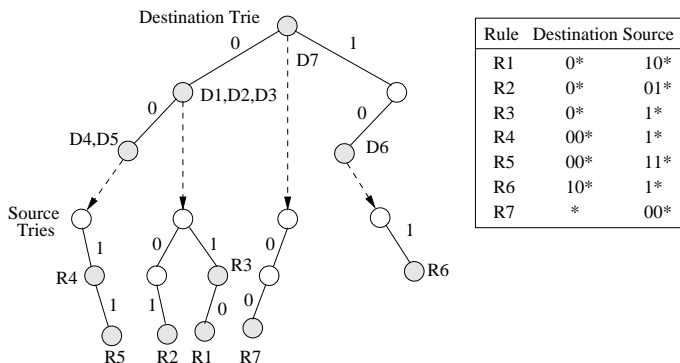 Destination Trie
0
1
D7
0
D1,D2,D3
0
D4,D5
D6
Source
Tries
1
0
1
0
1
R4
R3
R6
1
1
0
0
R5
R2
R1
R7
Rule Destination Source
R1 0* 10*
R2 0* 01*
R3 0* 1*
R4 00* 1*
R5 00* 11*
R6 10* 1*
R7 * 00*